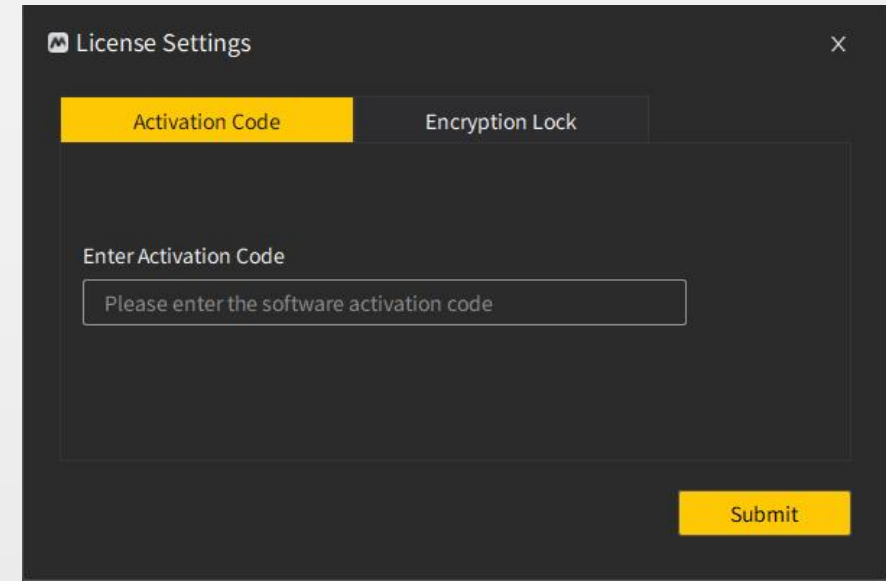 License Settings
Activation Code
Encryption Lock
Enter Activation Code
Please enter the software activation code
Submit